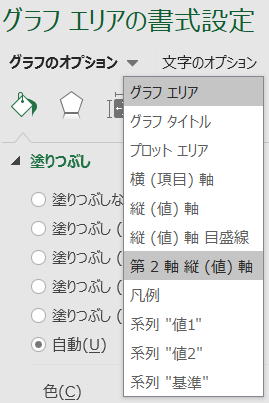 グラフ エリアの書式設定
グラフのオプション 文字のオプション
グラフ エリア
グラフ タイトル
プロット エリア
横 (項目) 軸
縦 (値) 軸
縦 (値) 軸 目盛線
第 2 軸 縦 (値) 軸
凡例
系列 "値1"
系列 "値2"
系列 "基準"
塗りつぶし
塗りつぶしな
塗りつぶし (
塗りつぶし (
塗りつぶし (
塗りつぶし (
自動(U)
色(C)